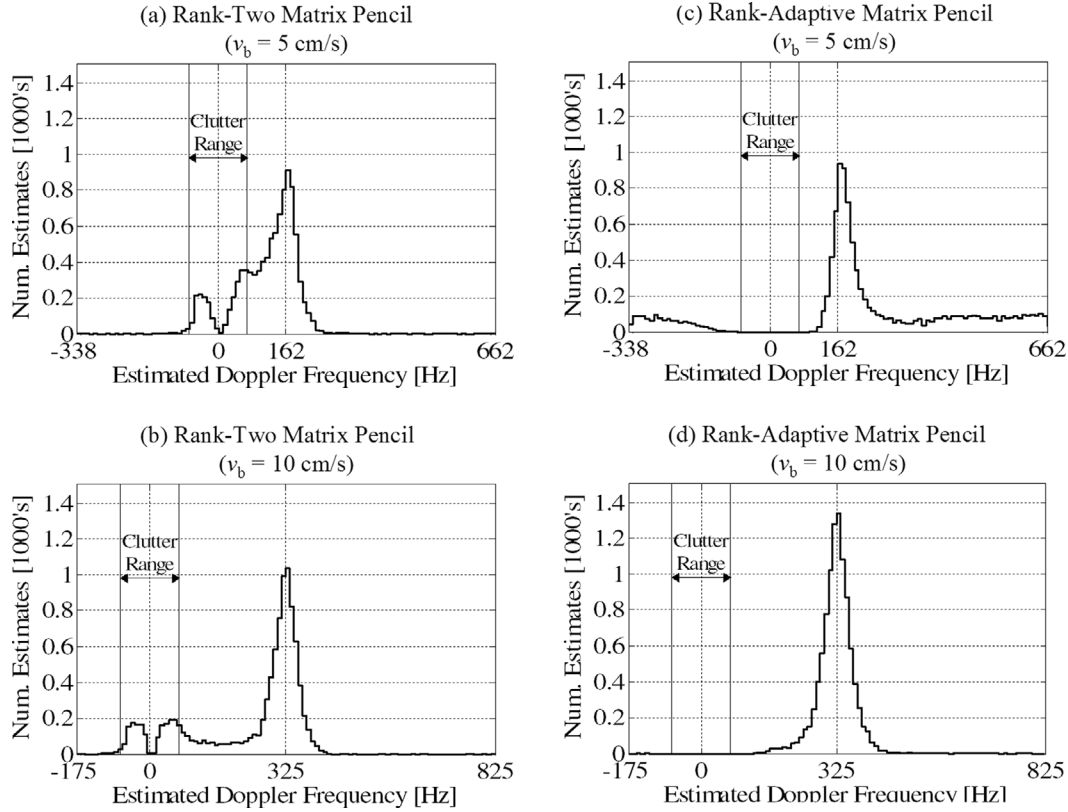 (a) Rank-Two Matrix Pencil
(v_b = 5 cm/s)
Num. Estimates [1000's]
1.4
1.2
1
0.8
0.6
0.4
0.2
0
Clutter
Range
-338
0
162
662
Estimated Doppler Frequency [Hz]
(c) Rank-Adaptive Matrix Pencil
(v_b = 5 cm/s)
Num. Estimates [1000's]
1.4
1.2
1
0.8
0.6
0.4
0.2
0
Clutter
Range
-338
0
162
662
Estimated Doppler Frequency [Hz]
(b) Rank-Two Matrix Pencil
(v_b = 10 cm/s)
Num. Estimates [1000's]
1.4
1.2
1
0.8
0.6
0.4
0.2
0
Clutter
Range
-175
0
325
825
Estimated Doppler Frequency [Hz]
(d) Rank-Adaptive Matrix Pencil
(v_b = 10 cm/s)
Num. Estimates [1000's]
1.4
1.2
1
0.8
0.6
0.4
0.2
0
Clutter
Range
-175
0
325
825
Estimated Doppler Frequency [Hz]